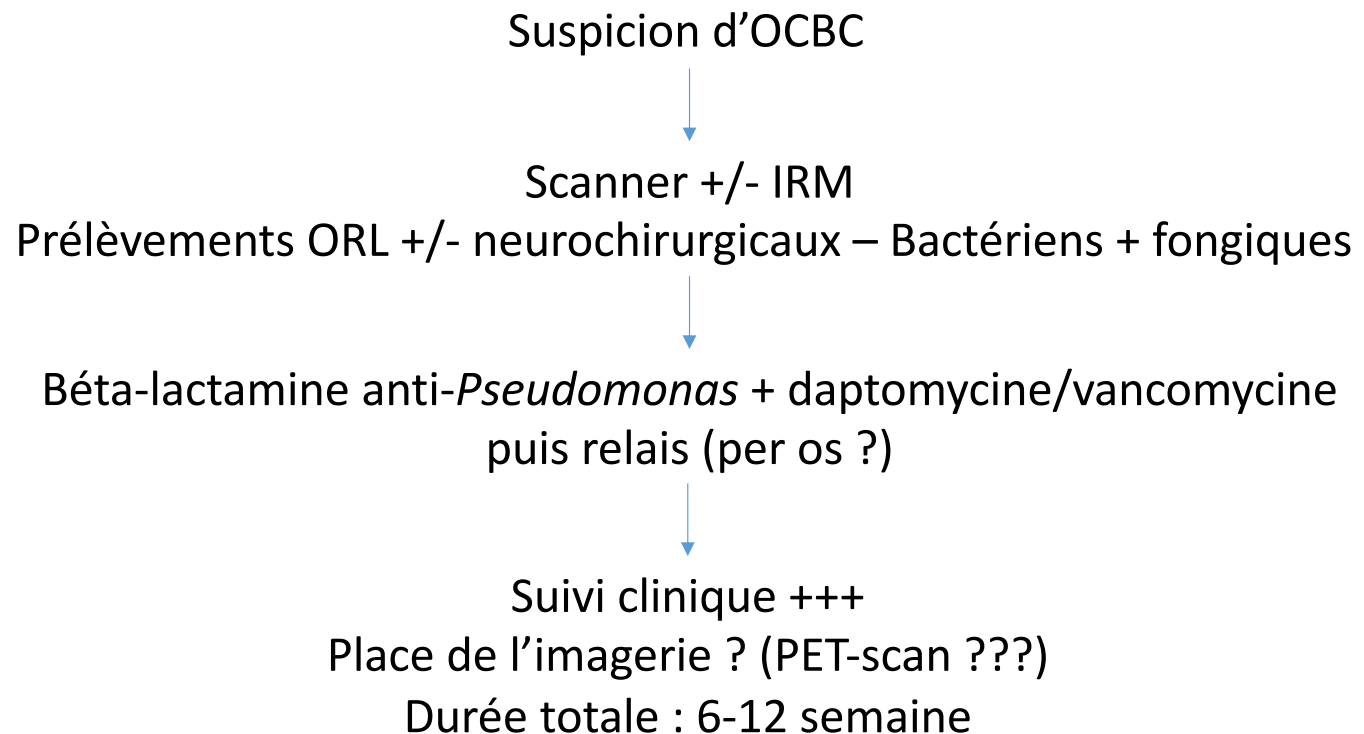 Suspicion d’OCBC
Scanner +/- IRM
Prélèvements ORL +/- neurochirurgicaux – Bactériens + fongiques
Béta-lactamine anti-Pseudomonas + daptomycine/vancomycine
puis relais (per os ?)
Suivi clinique +++
Place de l’imagerie ? (PET-scan ???)
Durée totale : 6-12 semaine